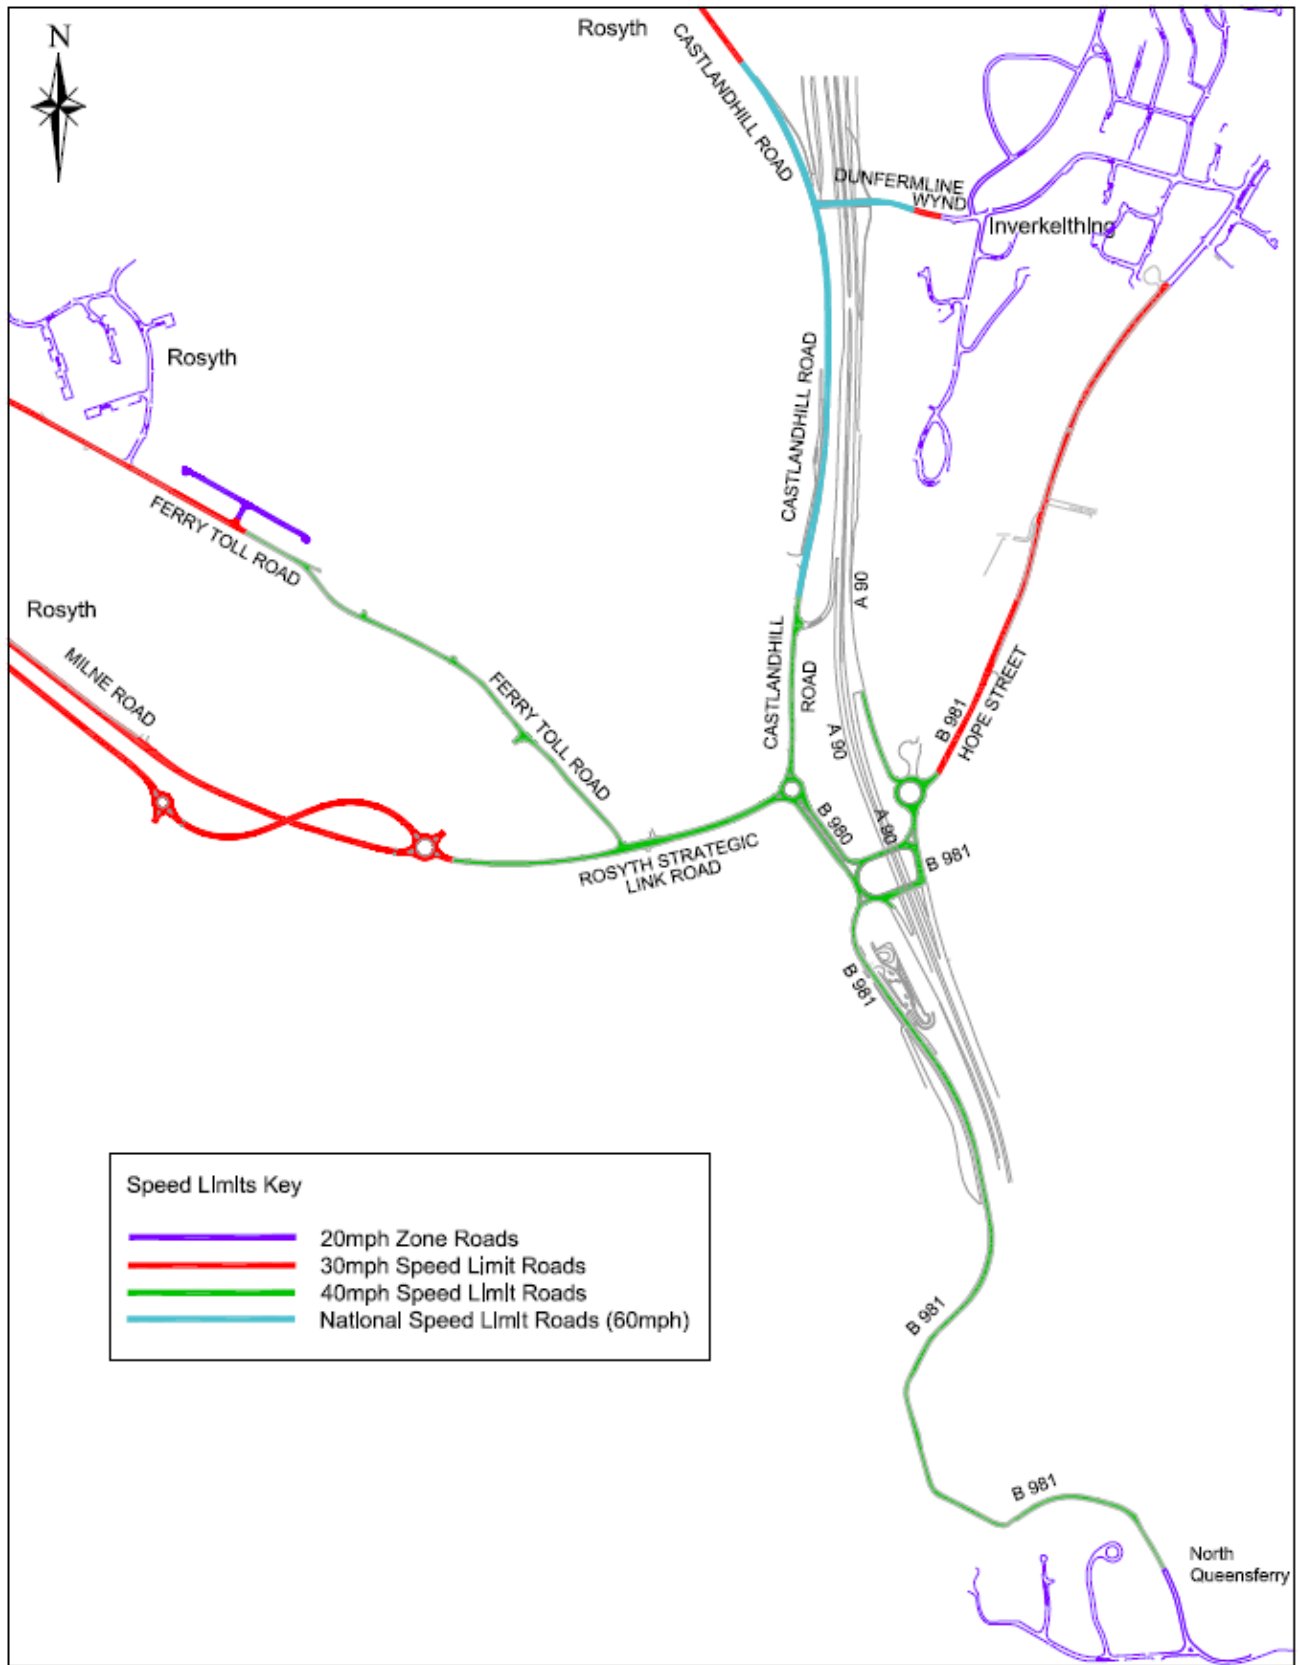 N
Rosyth
CASTLANDHILL ROAD
DUNFERMLINE
WYND
Inverkeithing
Rosyth
CASTLANDHILL ROAD
FERRY TOLL ROAD
A 90
Rosyth
MILNE ROAD
FERRY TOLL ROAD
CASTLANDHILL
ROAD
A 90
B 981
HOPE STREET
B 980
A 90
B 981
ROSYTH STRATEGIC
LINK ROAD
B 981
Speed Limits Key
20mph Zone Roads
30mph Speed Limit Roads
40mph Speed Limit Roads
National Speed Limit Roads (60mph)
B 981
B 981
North
Queensferry